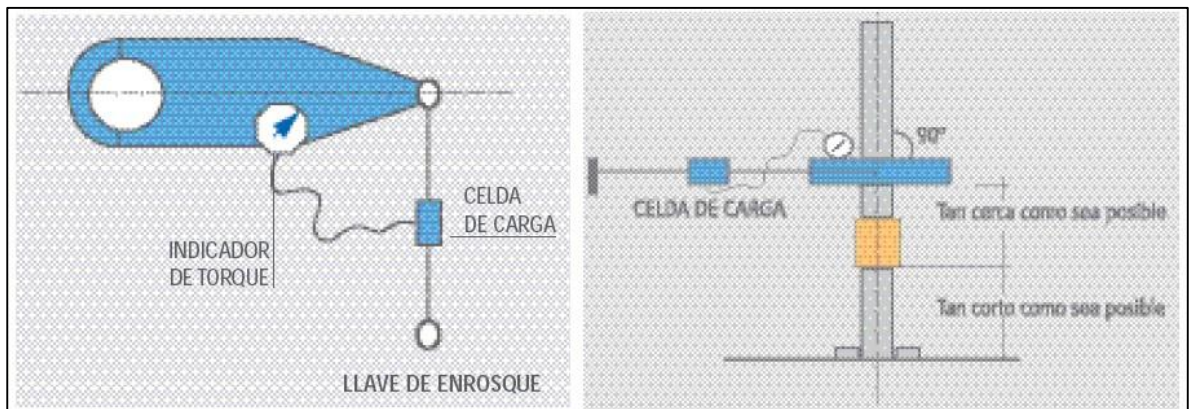 CELDA
DE CARGA
INDICADOR
DE TORQUE
LLAVE DE ENROSQUE
90°
CELDA DE CARGA
Tan cerca como sea posible
Tan corto como sea posible